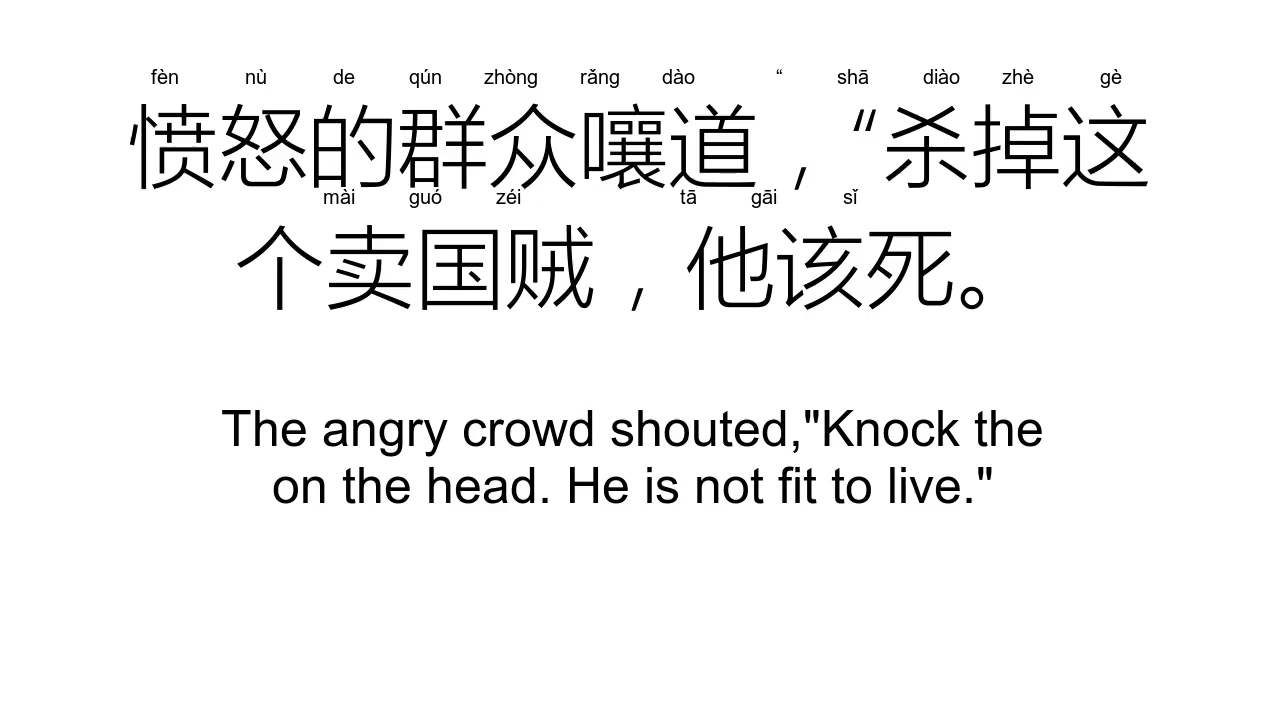 fèn nù de qún zhòng rǎng dào “ shā diào zhè gè
愤怒的群众嚷道，“杀掉这
mài guó zéi tā gāi sǐ
个卖国贼，他该死。
The angry crowd shouted,"Knock the
on the head. He is not fit to live."